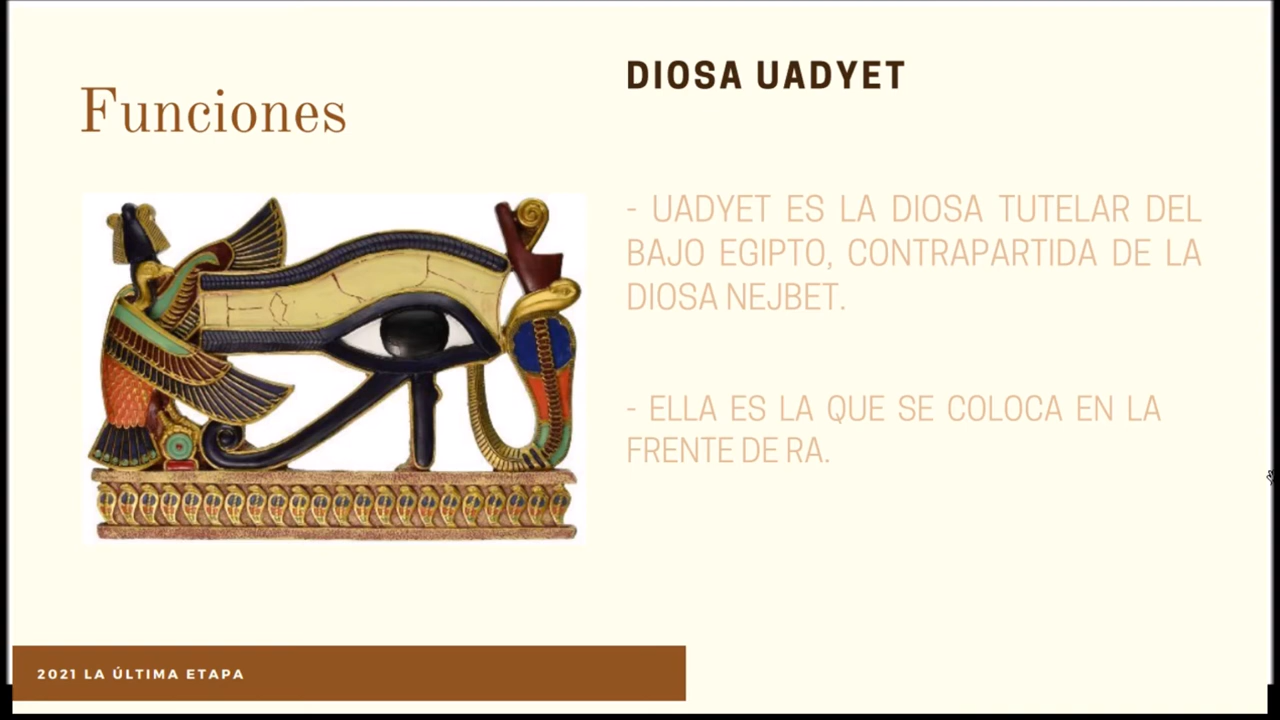 Funciones
DIOSA UADYET
- UADYET ES LA DIOSA TUTELAR DEL
BAJO EGIPTO, CONTRAPARTIDA DE LA
DIOSA NEJBET.
- ELLA ES LA QUE SE COLOCA EN LA
FRENTE DE RA.
2021 LA ÚLTIMA ETAPA